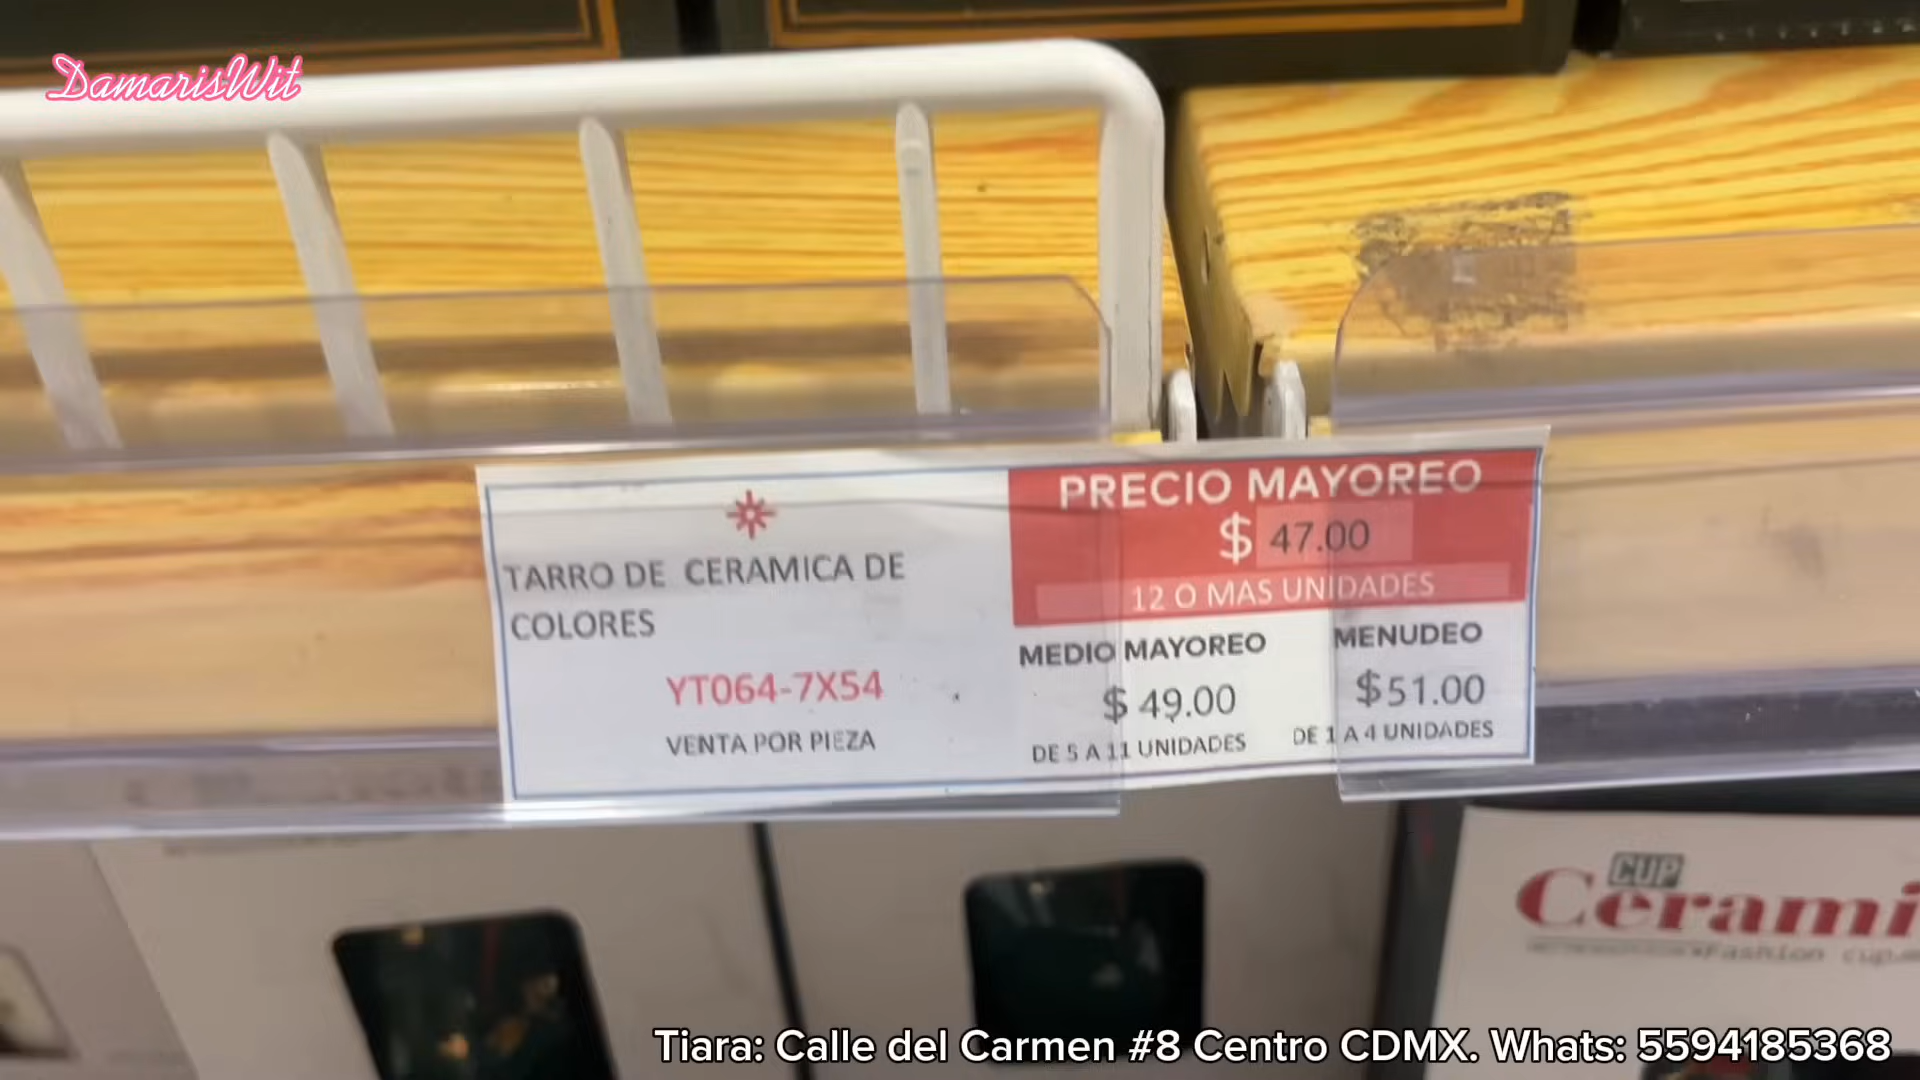 DamarisWit
TARRO DE CERAMICA DE
COLORES
YT064-7X54
VENTA POR PIEZA
PRECIO MAYOREO
$ 47.00
12 O MAS UNIDADES
MEDIO MAYOREO
$ 49.00
DE 5 A 11 UNIDADES
MENUDEO
$51.00
DE 1 A 4 UNIDADES
CUP
Cerami
Fashion cup
Tiara: Calle del Carmen #8 Centro CDMX. Whats: 5594185368